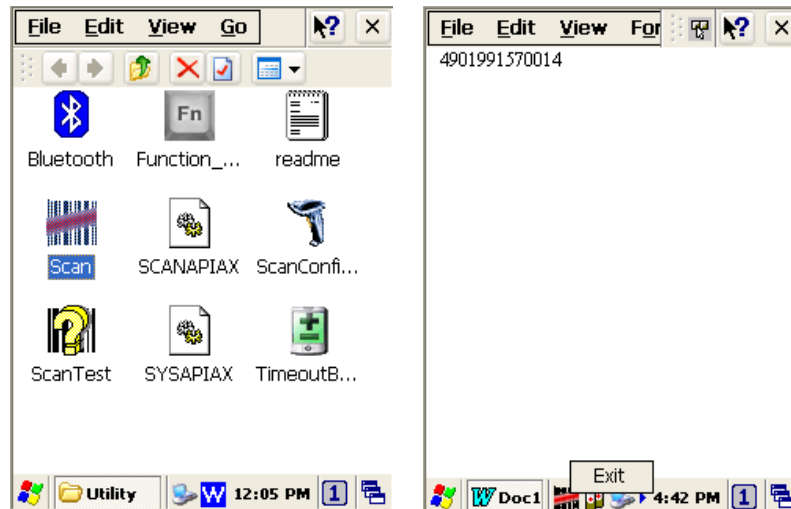 File Edit View Go
Bluetooth Function_... readme
Fn
Scan SCANAPIAX ScanConfi...
ScanTest SYSAPIAX TimeoutB...
Utility W 12:05 PM 1
File Edit View For
4901991570014
Exit
W Doc1 4:42 PM 1